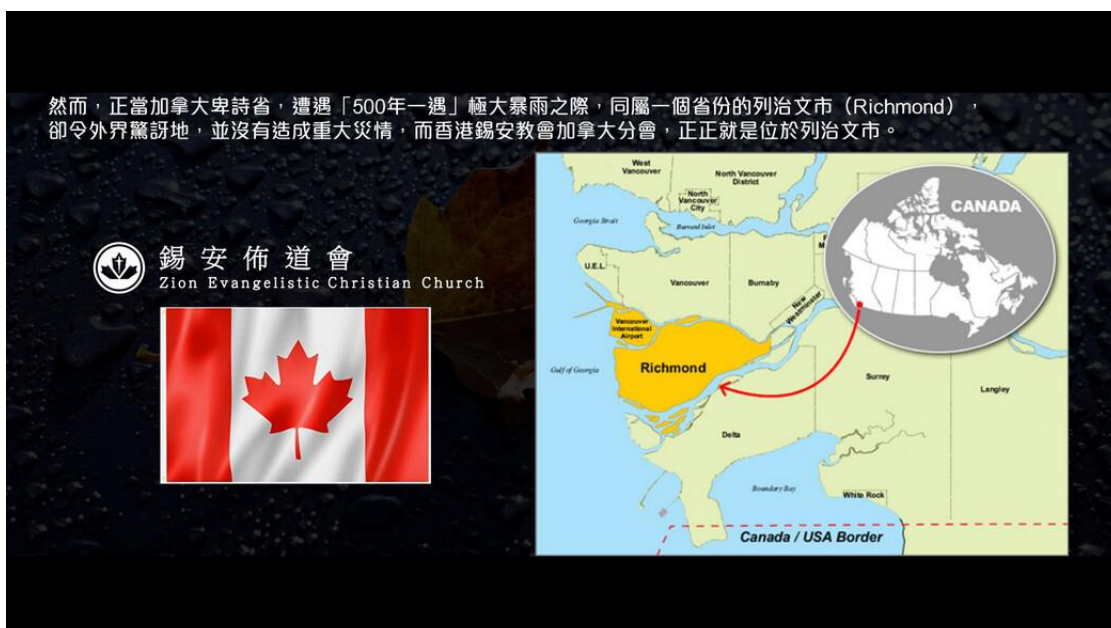 然而，正當加拿大卑詩省，遭遇「500年一遇」極大暴雨之際，同屬一個省份的列治文市（Richmond），
卻令外界驚訝地，並沒有造成重大災情，而香港錫安教會加拿大分會，正正就是位於列治文市。
錫安佈道會
Zion Evangelistic Christian Church
West
Vancouver
North Vancouver
District
North
Vancouver
City
CANADA
Georgia Strait
Burrard Inlet
U.E.L.
Vancouver
Burnaby
New
Westminster
Vancouver
International
Airport
Gulf of Georgia
Richmond
Surrey
Langley
Delta
Boundary Bay
White Rock
Canada / USA Border